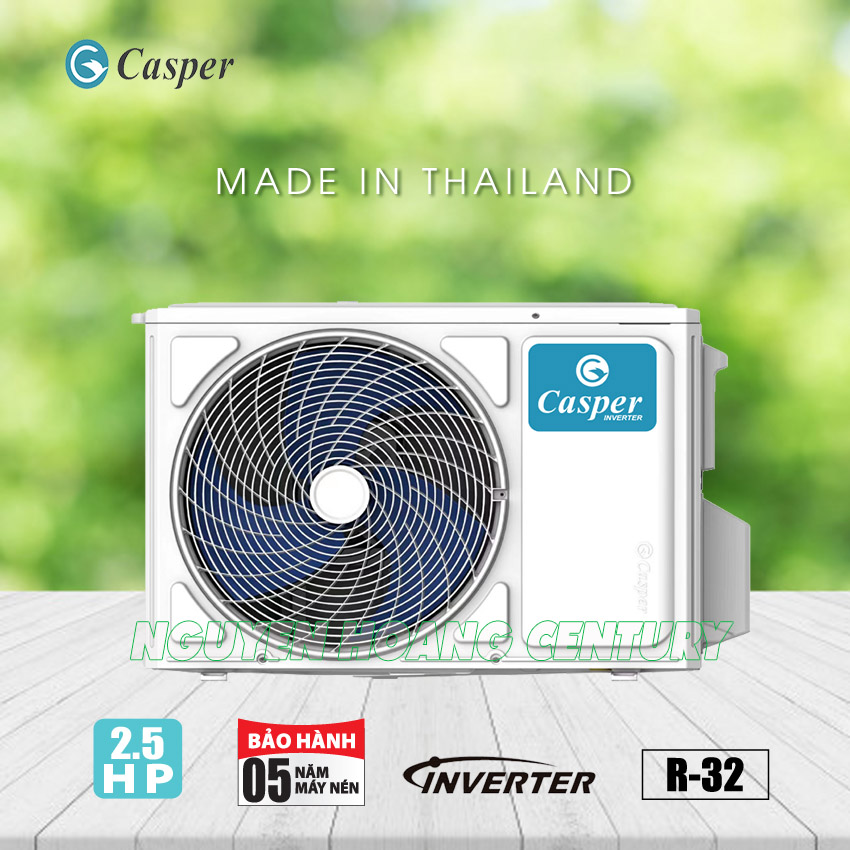 Casper
MADE IN THAILAND
Casper
INVERTER
Casper
NGUYEN HOANG CENTURY
2.5
HP
BẢO HÀNH
05 NĂM
MÁY NÉN
INVERTER
R-32